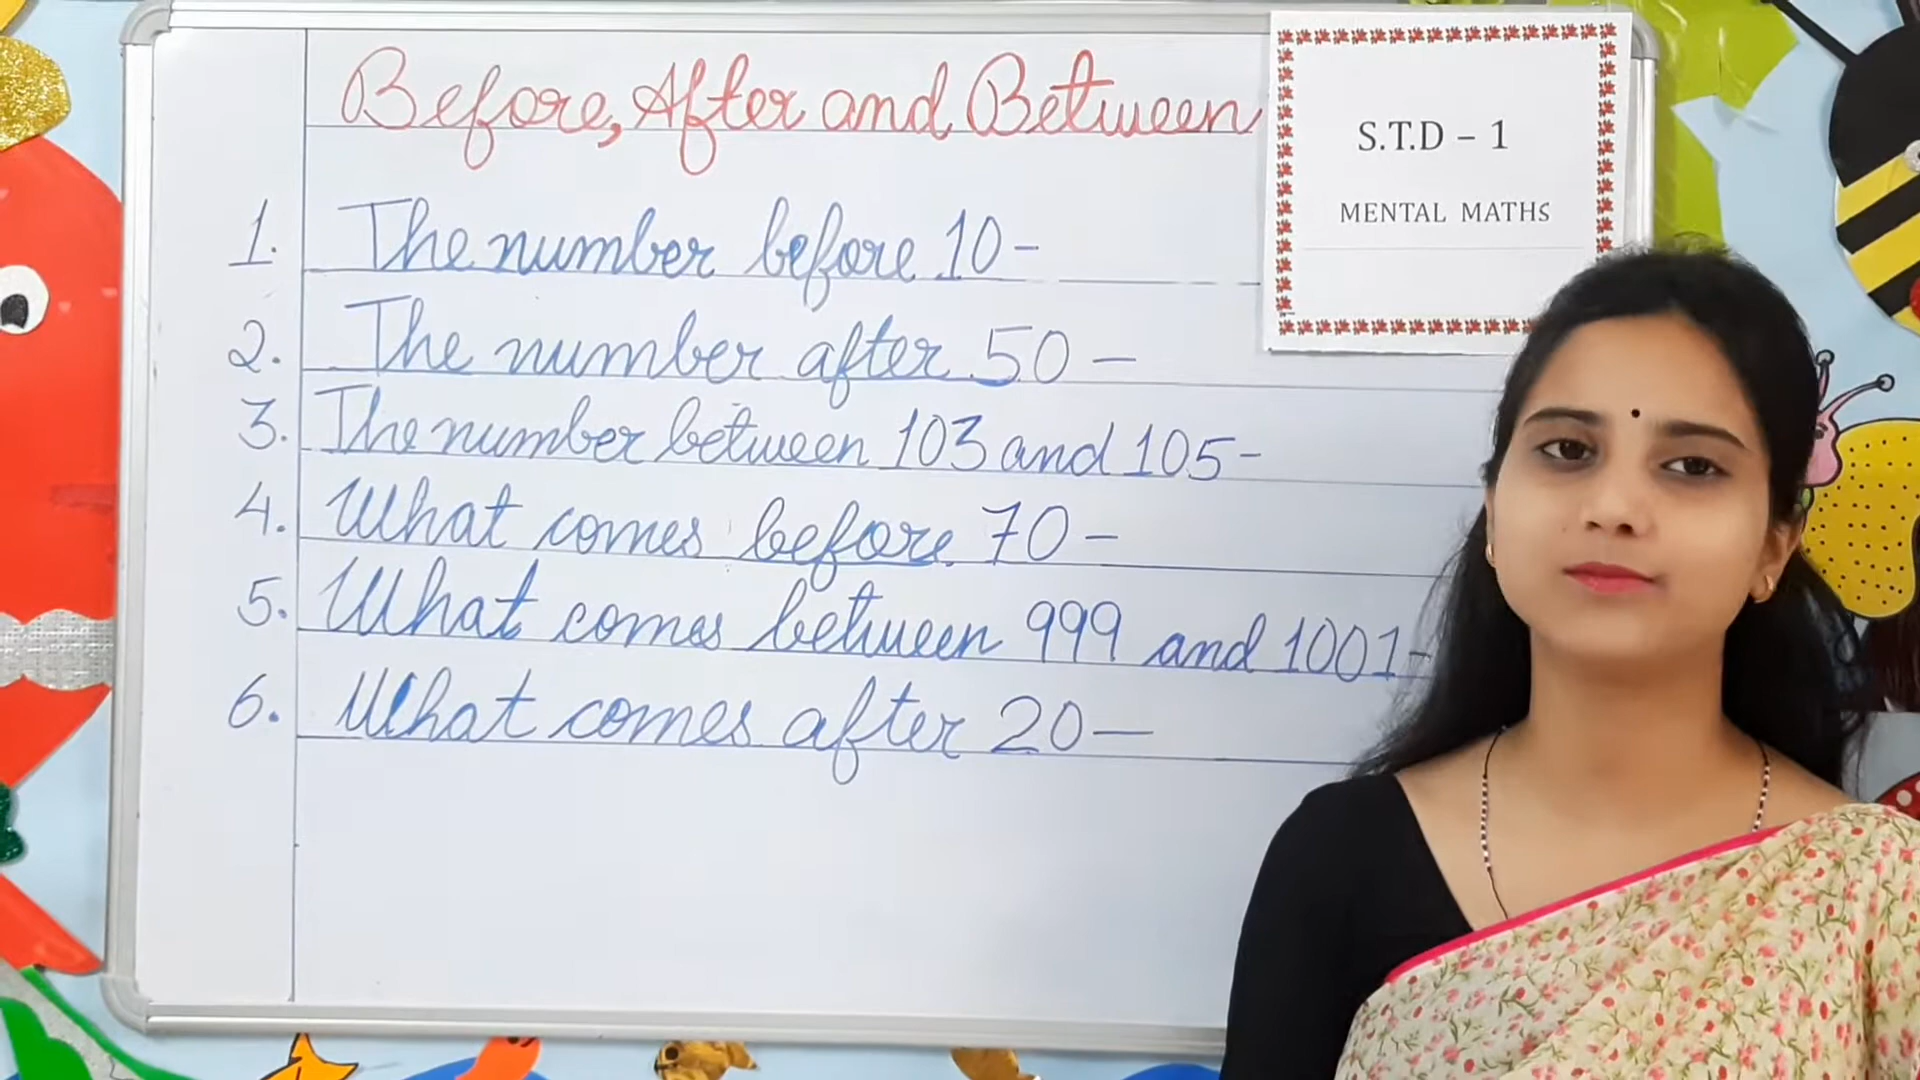 Before, After and Between
S.T.D – 1
MENTAL MATHS
1. The number before 10-
2. The number after 50 –
3. The number between 103 and 105-
4. What comes before 70 –
5. What comes between 999 and 1001-
6. What comes after 20 —